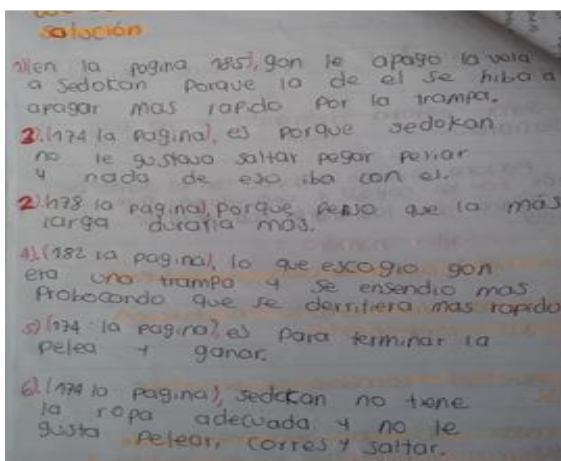 solución
1) en la pagina 185), gon le apago la vela
a Sedokan porque la de el se hiba a
apagar mas rapido por la trampa.
2). (174 la pagina), es porque sedokan
no le gustava saltar pegar periar
y nada de eso iba con el.
2) 178 la pagina), porque penso que la más
larga duraria más.
4). (182 la pagina), lo que escogio gon
era una trampa y se ensendio mas
Probocando que se derritiera mas rapido
5) (174 la pagina), es para terminar la
pelea y ganar.
6). (174 la pagina), sedokan no tiene
la ropa adecuada y no le
gusta pelear, corres y saltar.